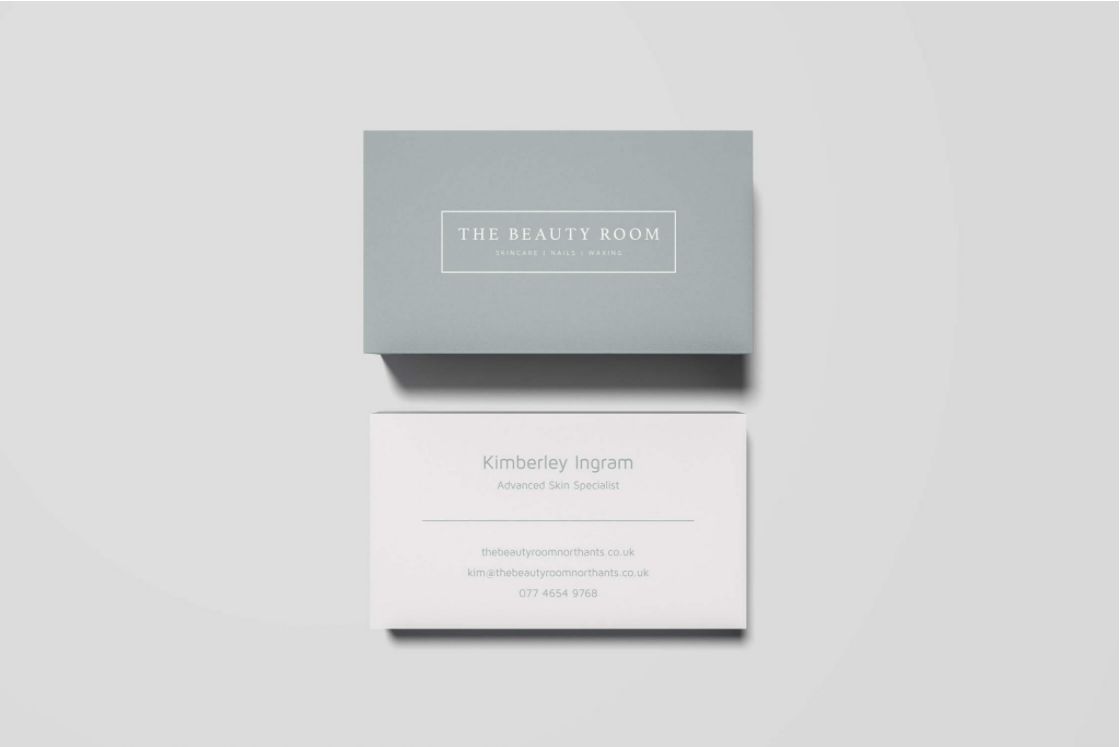 THE BEAUTY ROOM
SKINCARE | NAILS | WAXING
Kimberley Ingram
Advanced Skin Specialist
thebeautyroomnorthants.co.uk
kim@thebeautyroomnorthants.co.uk
077 4654 9768